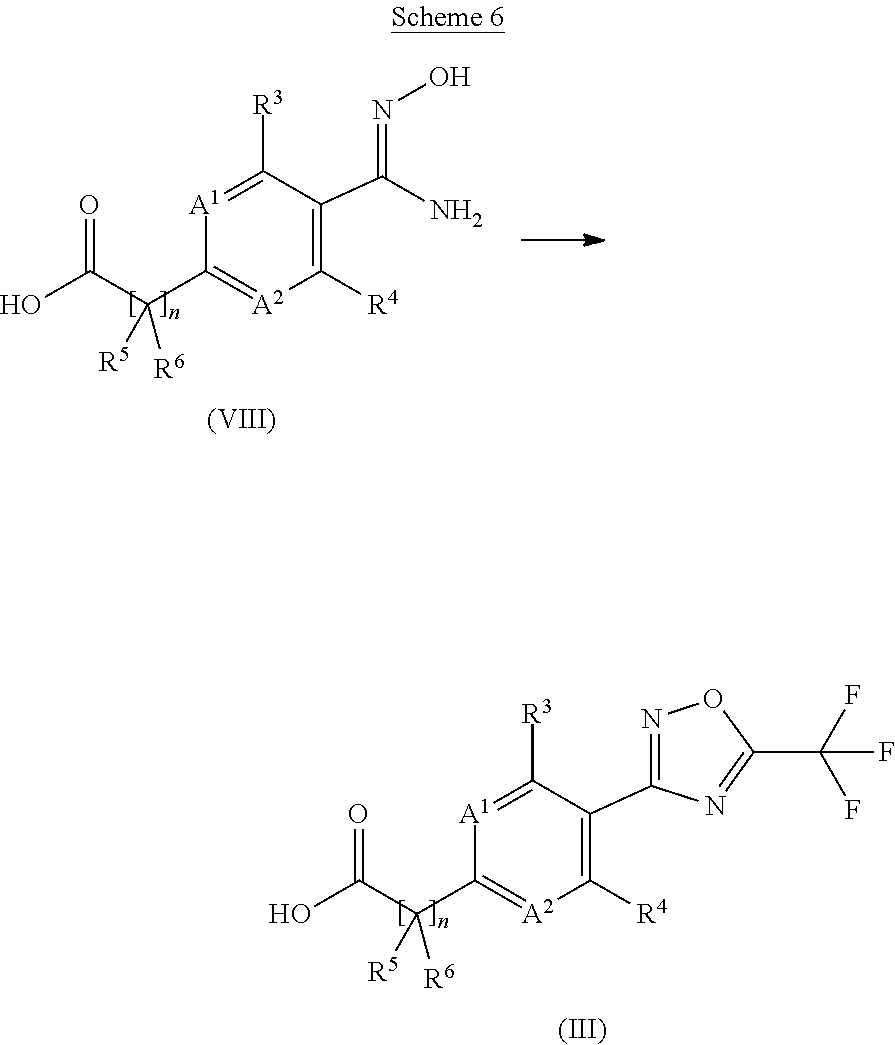 Scheme 6
OH
R³ N
A¹ NH₂
O
HO [ ]ₙ A² R⁴
R⁵ R⁶
(VIII)
O F
R³ N
F
A¹ N F
O
HO [ ]ₙ A² R⁴
R⁵ R⁶
(III)